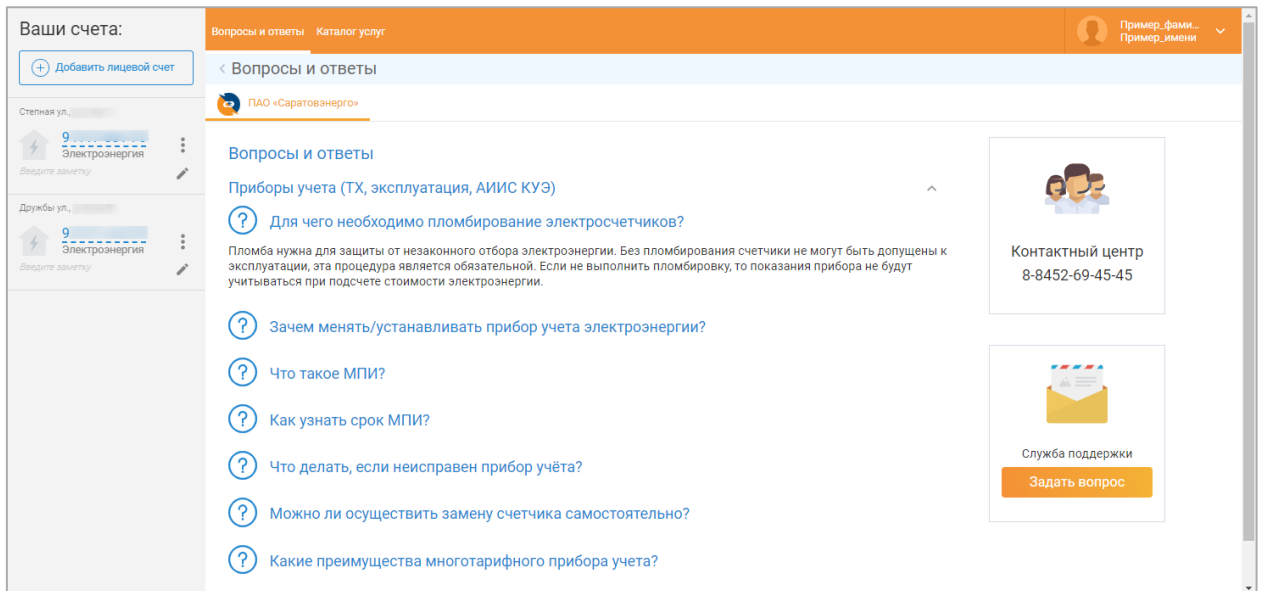 Ваши счета:
Добавить лицевой счет
Степная ул.,
9
Электроэнергия
Введите заметку
Дружбы ул.,
9
Электроэнергия
Введите заметку
Вопросы и ответы Каталог услуг
Пример_фами...
Пример_имени
< Вопросы и ответы
ПАО «Саратовэнерго»
Вопросы и ответы
Приборы учета (ТХ, эксплуатация, АИИС КУЭ)
Для чего необходимо пломбирование электросчетчиков?
Пломба нужна для защиты от незаконного отбора электроэнергии. Без пломбирования счетчики не могут быть допущены к
эксплуатации, эта процедура является обязательной. Если не выполнить пломбировку, то показания прибора не будут
учитываться при подсчете стоимости электроэнергии.
Зачем менять/устанавливать прибор учета электроэнергии?
Что такое МПИ?
Как узнать срок МПИ?
Что делать, если неисправен прибор учёта?
Можно ли осуществить замену счетчика самостоятельно?
Какие преимущества многотарифного прибора учета?
Контактный центр
8-8452-69-45-45
Служба поддержки
Задать вопрос